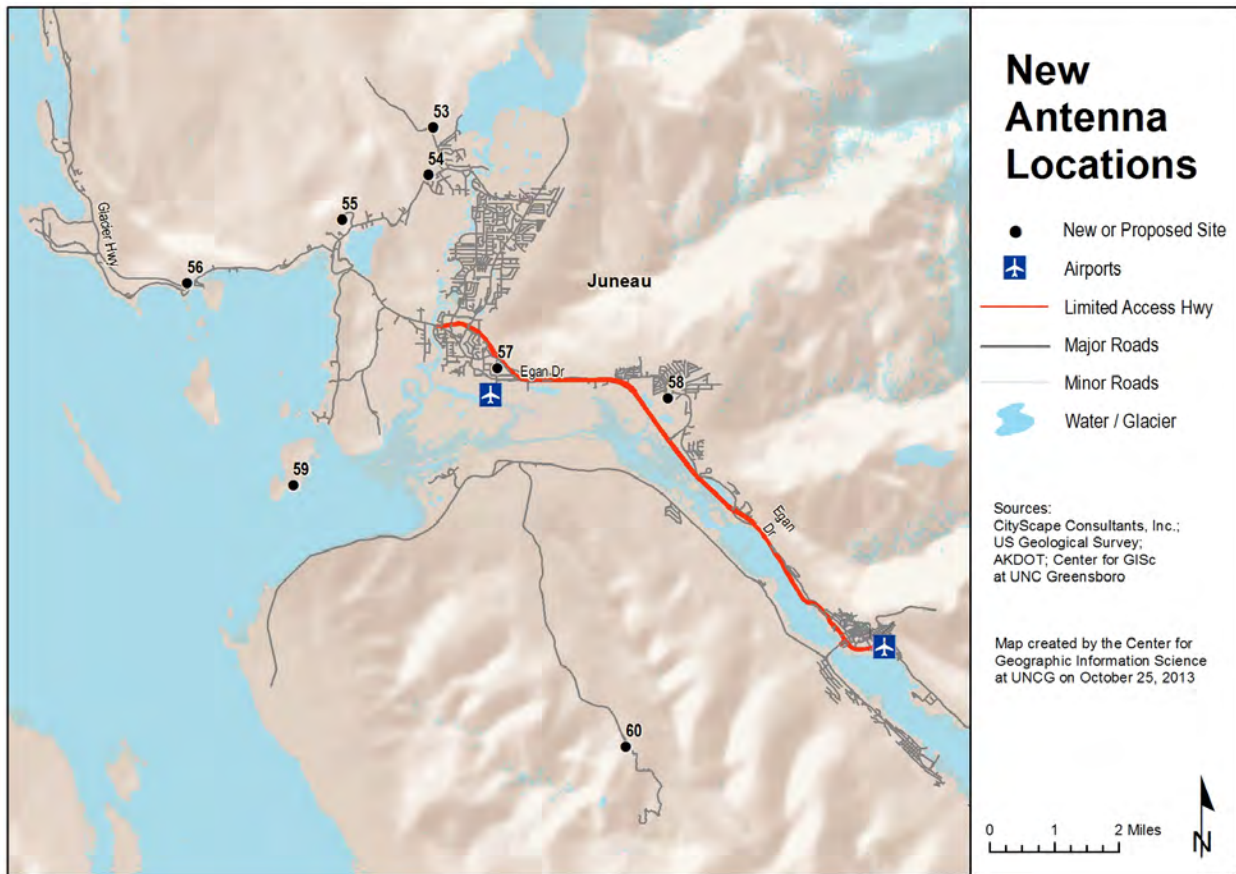 New
Antenna
Locations
New or Proposed Site
Airports
Limited Access Hwy
Major Roads
Minor Roads
Water / Glacier
Sources:
CityScape Consultants, Inc.;
US Geological Survey;
AKDOT; Center for GISc
at UNC Greensboro
Map created by the Center for
Geographic Information Science
at UNCG on October 25, 2013
0 1 2 Miles
N
53
54
55
Glacier Hwy
56
Juneau
57
Egan Dr
58
59
Egan
Dr
60